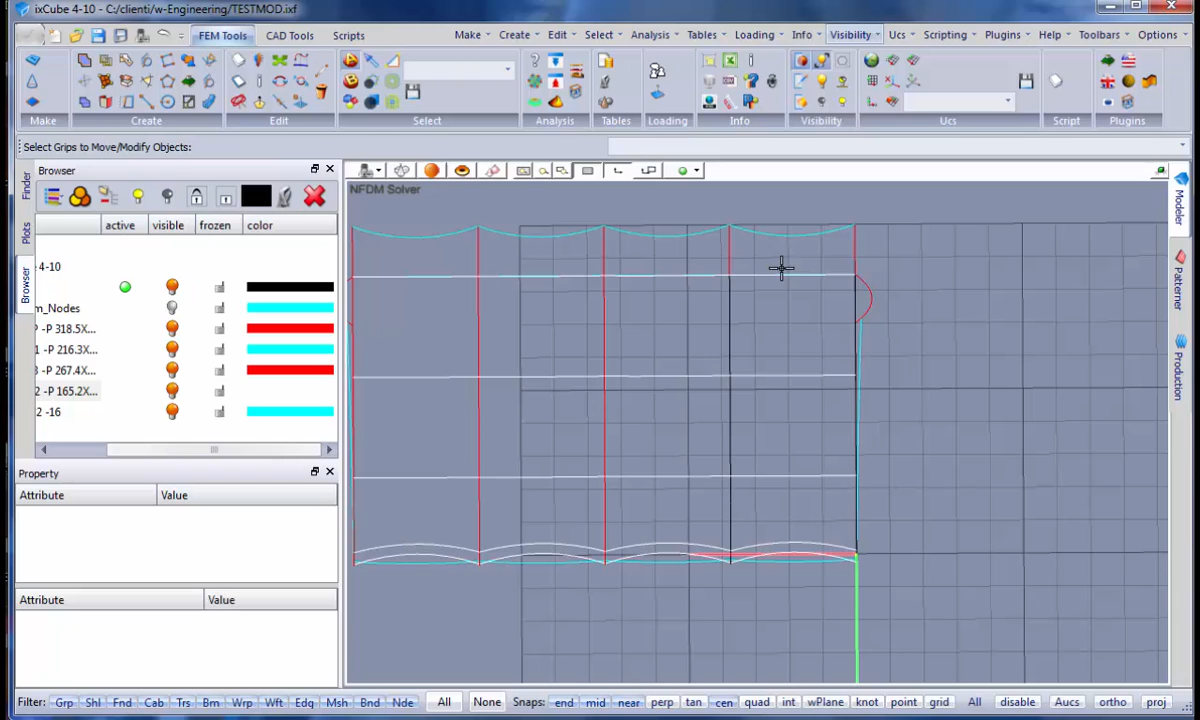 ixCube 4-10 - C:/clienti/w-Engineering/TESTMOD.ixf
FEM Tools CAD Tools Scripts Make Create Edit Select Analysis Tables Loading Info Visibility Ucs Scripting Plugins Help Toolbars Options
Make Create Edit Select Analysis Tables Loading Info Visibility Ucs Script Plugins
Select Grips to Move/Modify Objects:
Finder
Plots
Browser
Browser
active visible frozen color
4-10
m_Nodes
P -P 318.5X...
1 -P 216.3X...
3 -P 267.4X...
2 -P 165.2X...
2 -16
Property
Attribute Value
Attribute Value
NFDM Solver
Modeler
Patterner
Production
Filter: Grp Shl Fnd Cab Trs Bm Wrp Wft Edq Msh Bnd Nde All None Snaps: end mid near perp tan cen quad int wPlane knot point grid All disable Aucs ortho proj